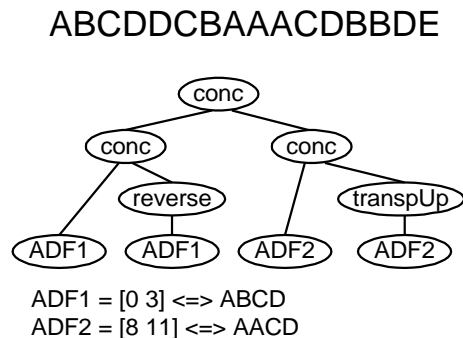 ABCDDCBAAACDBBDE
conc
conc conc
reverse transpUp
ADF1 ADF1 ADF2 ADF2
ADF1 = [0 3] <=> ABCD
ADF2 = [8 11] <=> AACD